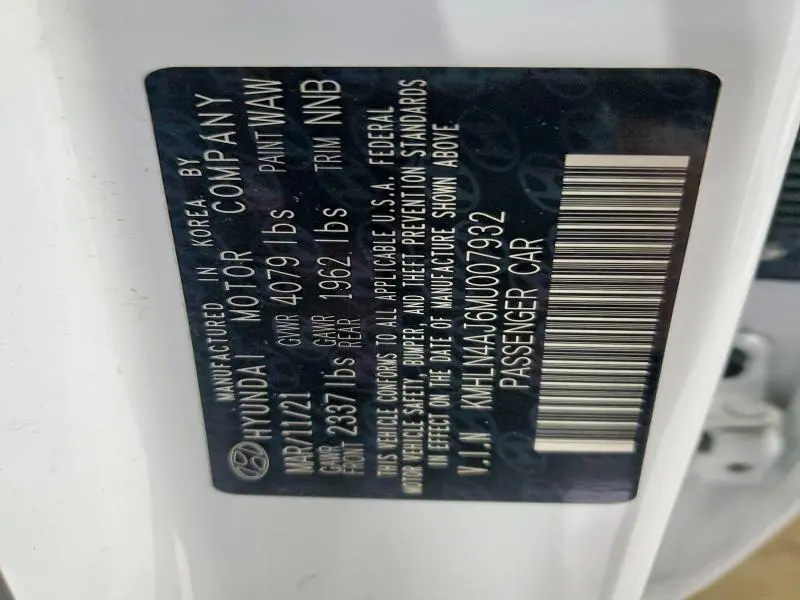 MANUFACTURED IN KOREA. BY
HYUNDAI MOTOR COMPANY
MAR/11/21 GVWR 4079 lbs PAINT WAW
GAWR FRONT 2337 lbs GAWR REAR 1962 lbs TRIM NNB
THIS VEHICLE CONFORMS TO ALL APPLICABLE U.S.A. FEDERAL
MOTOR VEHICLE SAFETY, BUMPER, AND THEFT PREVENTION STANDARDS
IN EFFECT ON THE DATE OF MANUFACTURE SHOWN ABOVE.
V.I.N KMHLN4AJ6MU007932
PASSENGER CAR